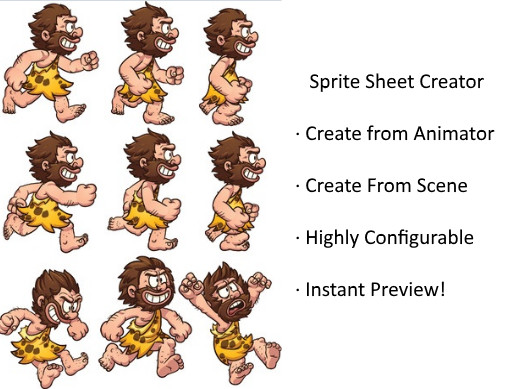 Sprite Sheet Creator
· Create from Animator
· Create From Scene
· Highly Configurable
· Instant Preview!